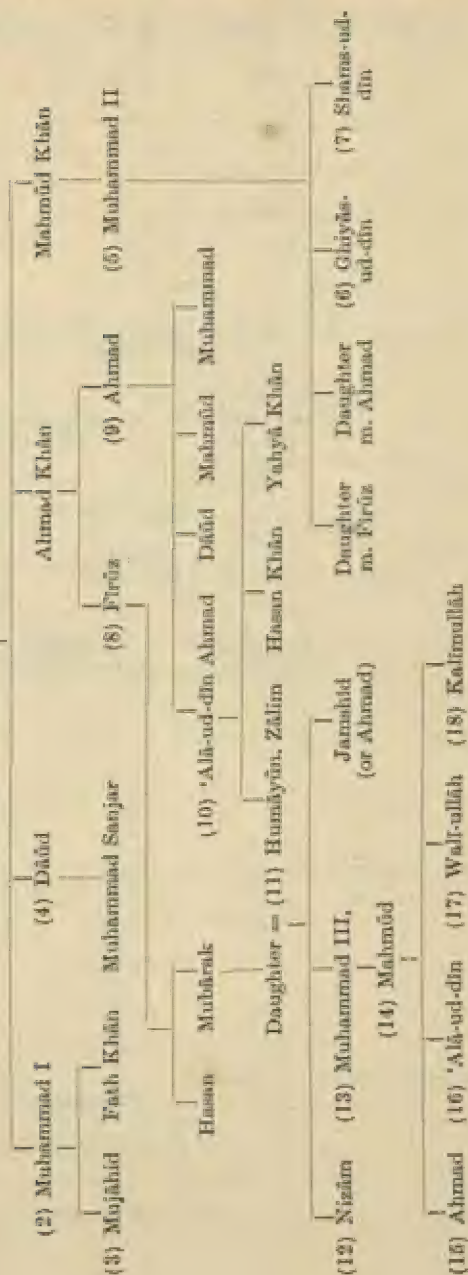 (2) Muhammad I (4) Dāūd Ahmad Khān Mahmūd Khān
(3) Mujāhid Fath Khān Muhammad Sanjar (8) Fīrūz (9) Ahmad (5) Muhammad II
Hasan Mubārak (10) 'Alā-ud-dīn Ahmad Dāūd Mahmūd Muhammad
Daughter = (11) Humāyūn, Zālim Hasan Khān Yahyā Khān
(12) Nizām (13) Muhammad III, Jamshīd
(or Ahmad)
Daughter
m. Fīrūz
Daughter
m. Ahmad
(6) Ghiyās-
ud-dīn
(7) Shams-ud-
dīn
(14) Mahmūd
(15) Ahmad (16) 'Alā-ud-dīn (17) Walī-ullāh (18) Kalīmullāh